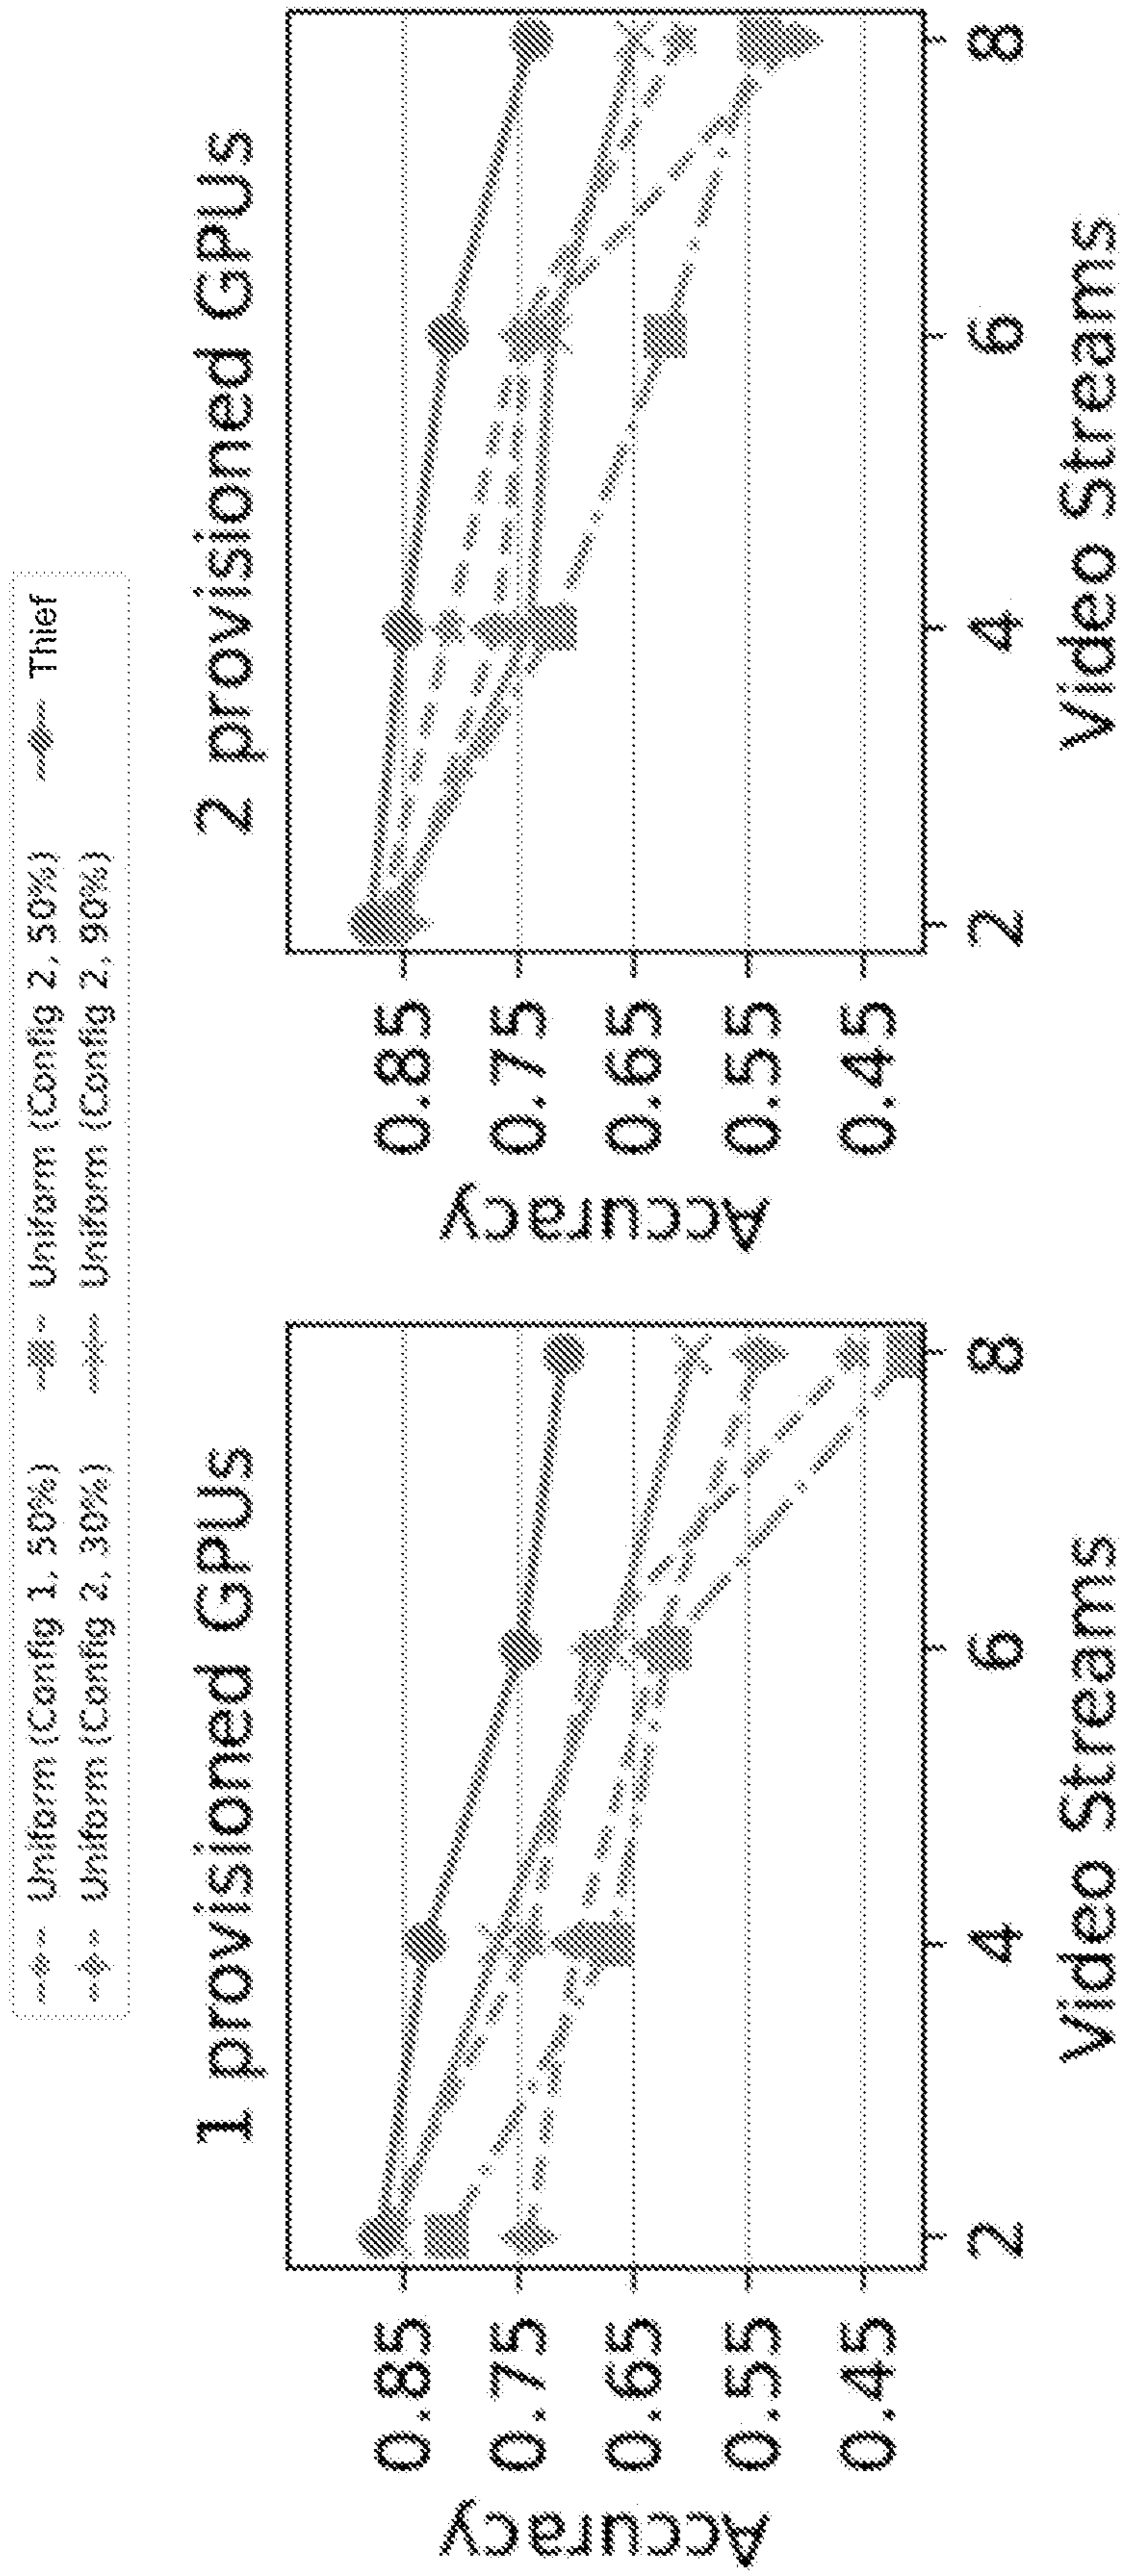 Uniform (Config 1, 50%) Uniform (Config 2, 50%) Thief
Uniform (Config 2, 30%) Uniform (Config 2, 90%)
1 provisioned GPUs
Accuracy
0.85
0.75
0.65
0.55
0.45
2 4 6 8
Video Streams
2 provisioned GPUs
Accuracy
0.85
0.75
0.65
0.55
0.45
2 4 6 8
Video Streams